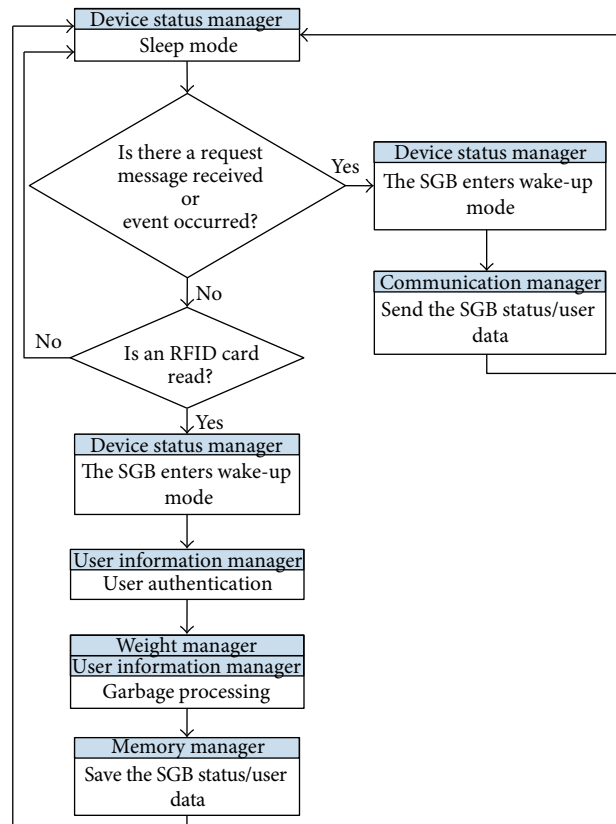 Device status manager
Sleep mode
Is there a request
message received
or
event occurred?
Yes
Device status manager
The SGB enters wake-up
mode
Communication manager
Send the SGB status/user
data
No
No
Is an RFID card
read?
Yes
Device status manager
The SGB enters wake-up
mode
User information manager
User authentication
Weight manager
User information manager
Garbage processing
Memory manager
Save the SGB status/user
data